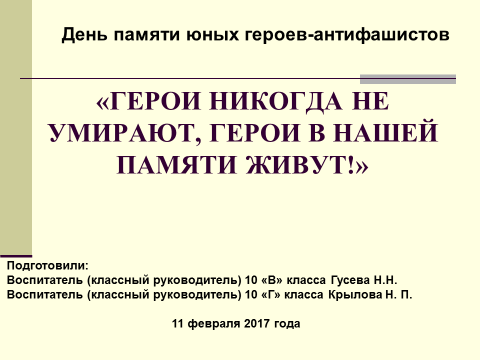 День памяти юных героев-антифашистов
«ГЕРОИ НИКОГДА НЕ
УМИРАЮТ, ГЕРОИ В НАШЕЙ
ПАМЯТИ ЖИВУТ!»
Подготовили:
Воспитатель (классный руководитель) 10 «В» класса Гусева Н.Н.
Воспитатель (классный руководитель) 10 «Г» класса Крылова Н. П.
11 февраля 2017 года